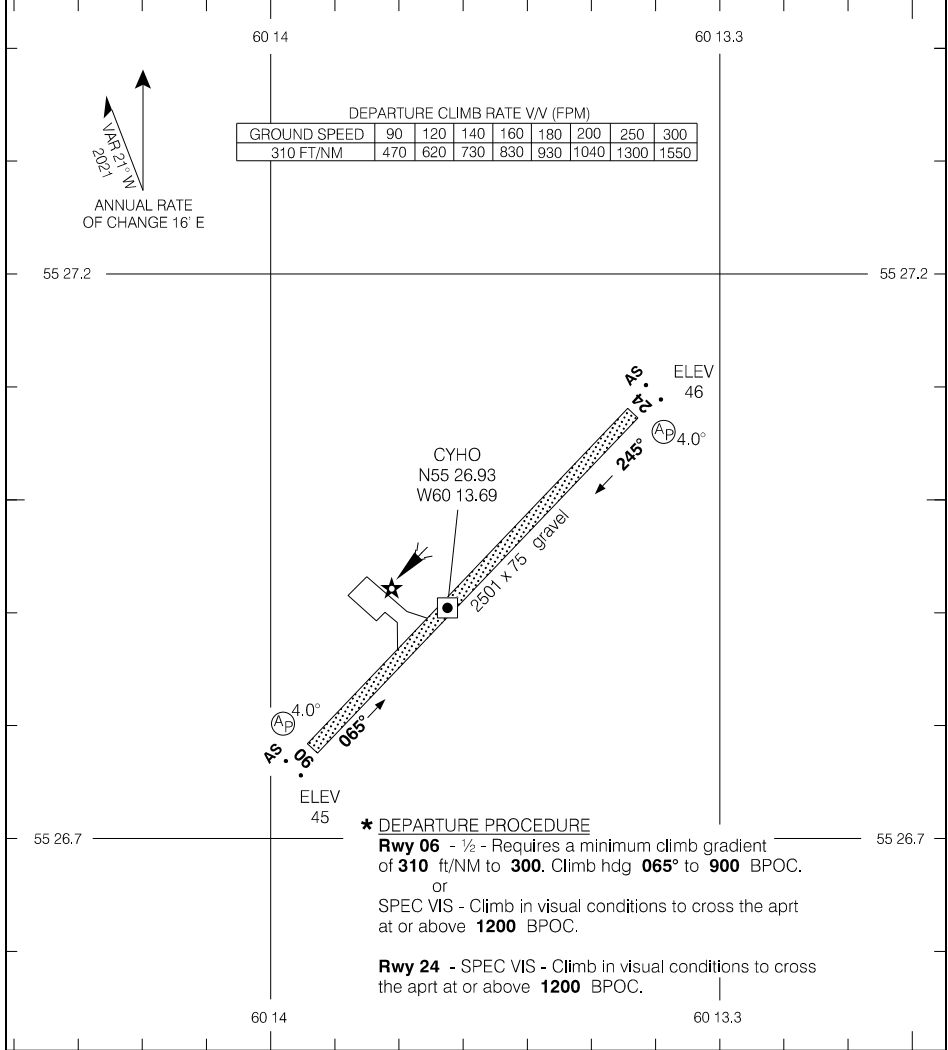 60 14 60 13.3
VAR 21° W
2021
ANNUAL RATE
OF CHANGE 16' E
DEPARTURE CLIMB RATE V/V (FPM)
GROUND SPEED 90 120 140 160 180 200 250 300
310 FT/NM 470 620 730 830 930 1040 1300 1550
55 27.2 55 27.2
AS
ELEV
46
24
AP 4.0°
245°
CYHO
N55 26.93
W60 13.69
2501 x 75 gravel
AP 4.0°
065°
AS
06
ELEV
45
55 26.7 55 26.7
* DEPARTURE PROCEDURE
Rwy 06 - ½ - Requires a minimum climb gradient
of 310 ft/NM to 300. Climb hdg 065° to 900 BPOC.
or
SPEC VIS - Climb in visual conditions to cross the aprt
at or above 1200 BPOC.
Rwy 24 - SPEC VIS - Climb in visual conditions to cross
the aprt at or above 1200 BPOC.
60 14 60 13.3